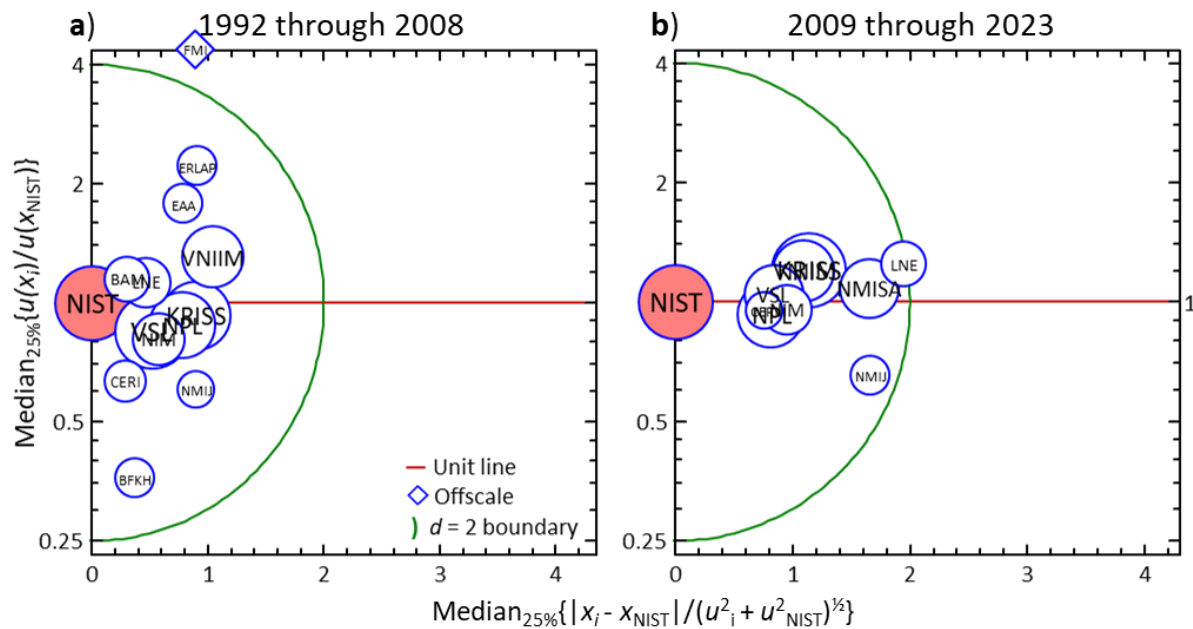 a) 1992 through 2008
b) 2009 through 2023
Median25%{u(xi)/u(xNIST)}
4
2
0.5
0.25
FMI
ERLAP
EAA
VNIIM
BAM
LNE
NIST
KRISS
NPL
VSL
NIM
CERI
NMIJ
BFKH
Unit line
Offscale
) d = 2 boundary
0 1 2 3 4
4
2
0.5
0.25
KRISS
VNIIM
LNE
NMISA
VSL
NIST
NIM
CERI
NPL
NMIJ
1
0 1 2 3 4
Median25%{|xi - xNIST|/(u²i + u²NIST)½}